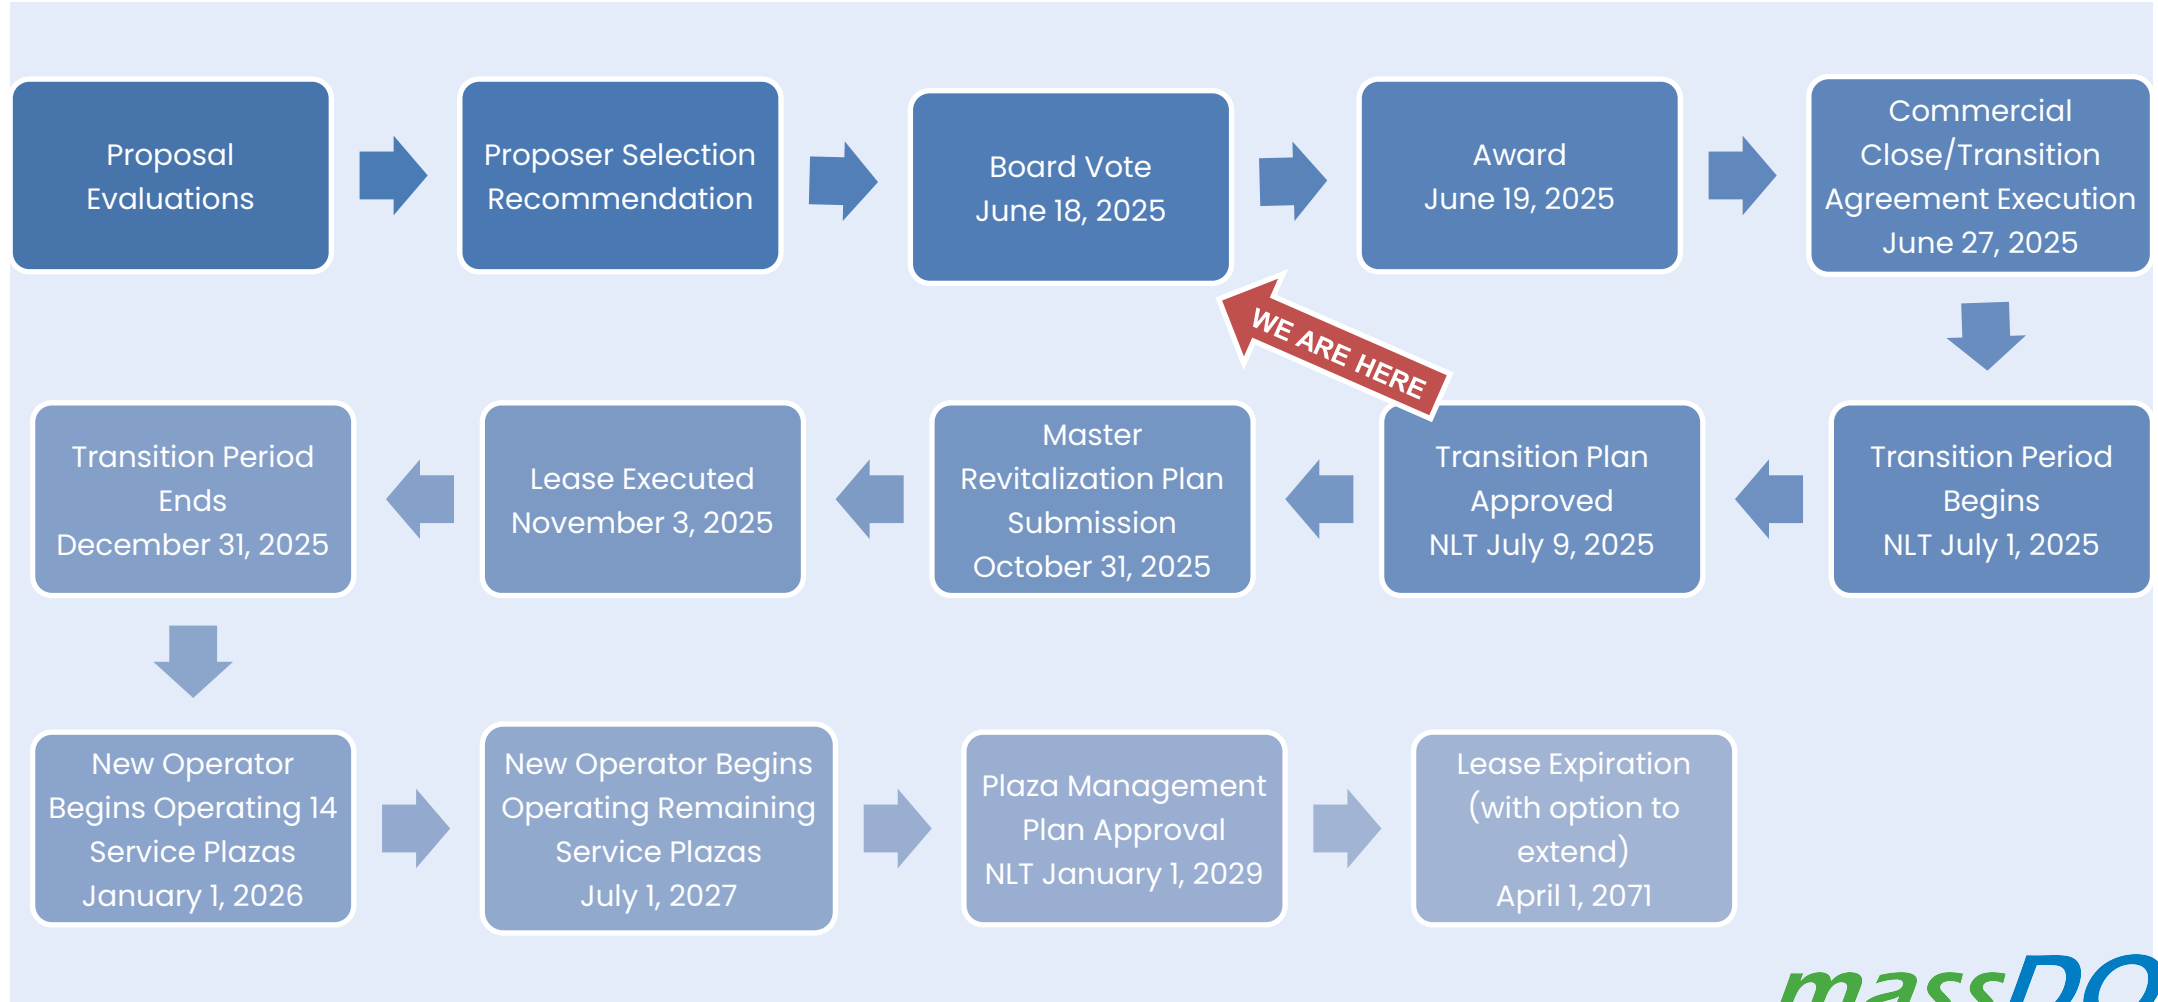 Proposal
Evaluations
Proposer Selection
Recommendation
Board Vote
June 18, 2025
Award
June 19, 2025
Commercial
Close/Transition
Agreement Execution
June 27, 2025
WE ARE HERE
Transition Period
Begins
NLT July 1, 2025
Transition Plan
Approved
NLT July 9, 2025
Master
Revitalization Plan
Submission
October 31, 2025
Lease Executed
November 3, 2025
Transition Period
Ends
December 31, 2025
New Operator
Begins Operating 14
Service Plazas
January 1, 2026
New Operator Begins
Operating Remaining
Service Plazas
July 1, 2027
Plaza Management
Plan Approval
NLT January 1, 2029
Lease Expiration
(with option to
extend)
April 1, 2071
massDO